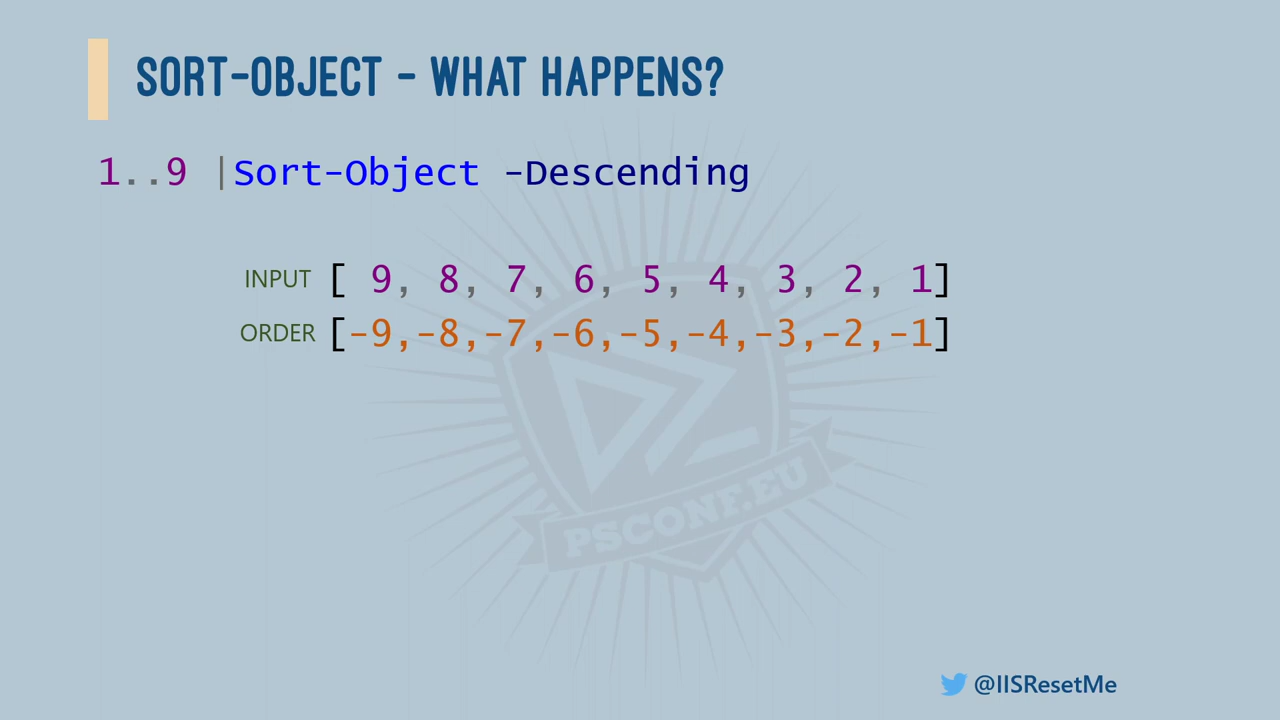 SORT-OBJECT - WHAT HAPPENS?
1..9 |Sort-Object -Descending
INPUT [ 9, 8, 7, 6, 5, 4, 3, 2, 1]
ORDER [-9,-8,-7,-6,-5,-4,-3,-2,-1]
PSCONF.EU
@IISResetMe